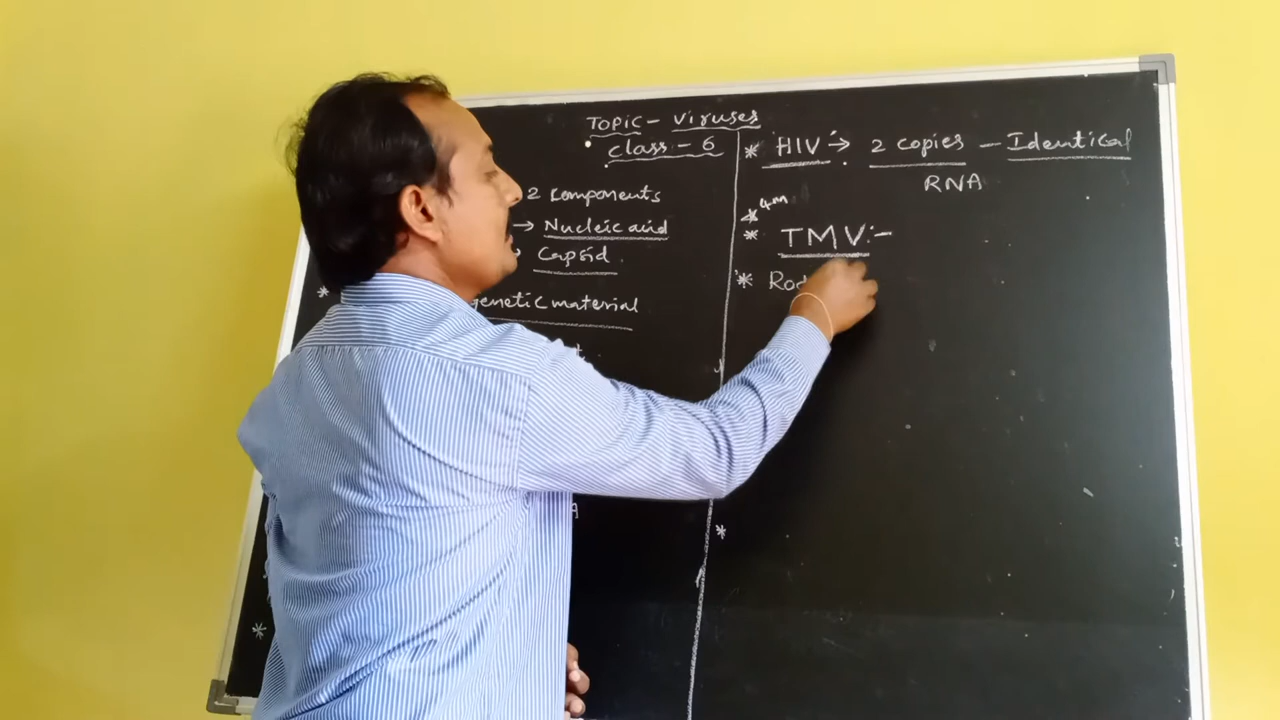 Topic - Viruses
class - 6
2 Components
→ Nucleic acid
Capsid
genetic material
* HIV → 2 copies - Identical
RNA
* TMV :-
* Rod